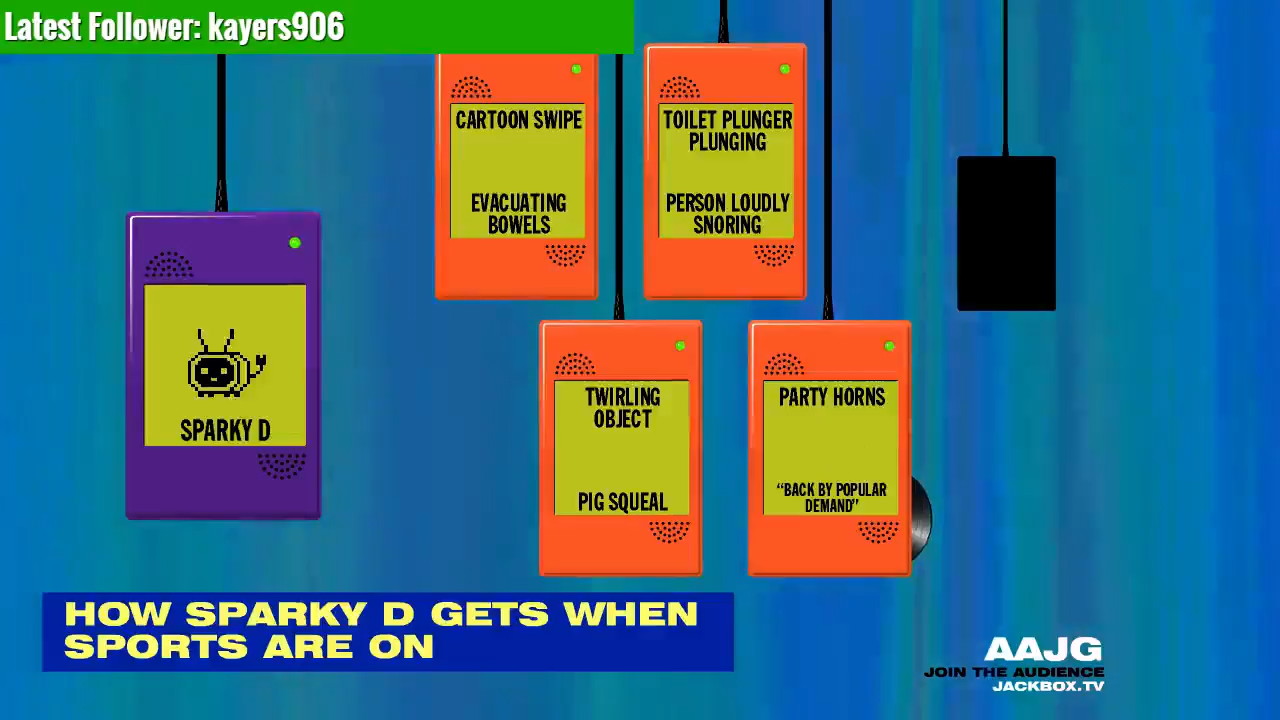 Latest Follower: kayers906
CARTOON SWIPE
EVACUATING
BOWELS
TOILET PLUNGER
PLUNGING
PERSON LOUDLY
SNORING
SPARKY D
TWIRLING
OBJECT
PIG SQUEAL
PARTY HORNS
“BACK BY POPULAR
DEMAND”
HOW SPARKY D GETS WHEN
SPORTS ARE ON
AAJG
JOIN THE AUDIENCE
JACKBOX.TV